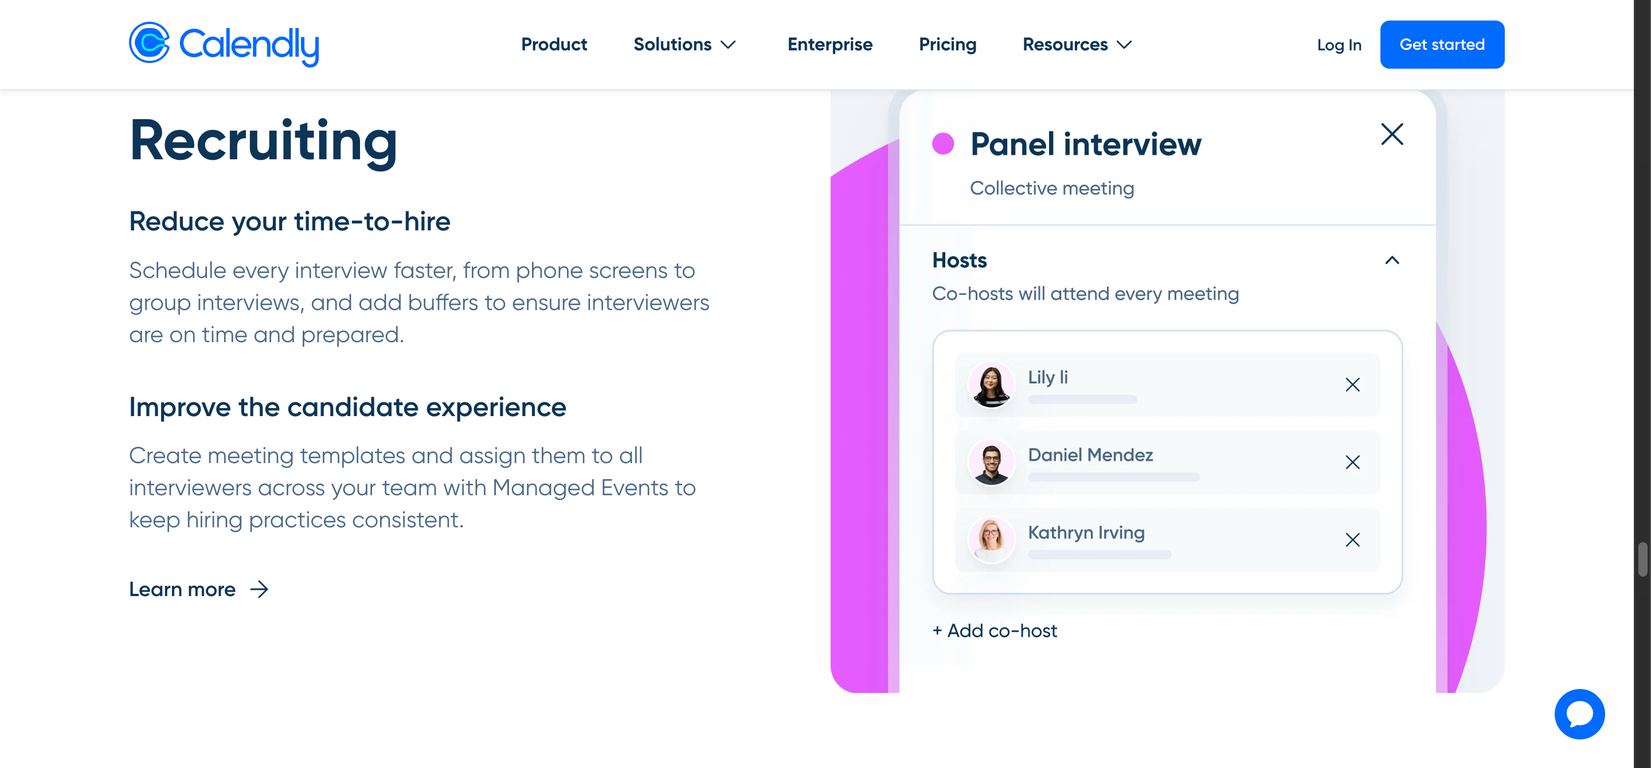 Calendly
Product
Solutions
Enterprise
Pricing
Resources
Log In
Get started
Recruiting
Reduce your time-to-hire
Schedule every interview faster, from phone screens to
group interviews, and add buffers to ensure interviewers
are on time and prepared.
Improve the candidate experience
Create meeting templates and assign them to all
interviewers across your team with Managed Events to
keep hiring practices consistent.
Learn more
Panel interview
Collective meeting
Hosts
Co-hosts will attend every meeting
Lily li
Daniel Mendez
Kathryn Irving
+ Add co-host